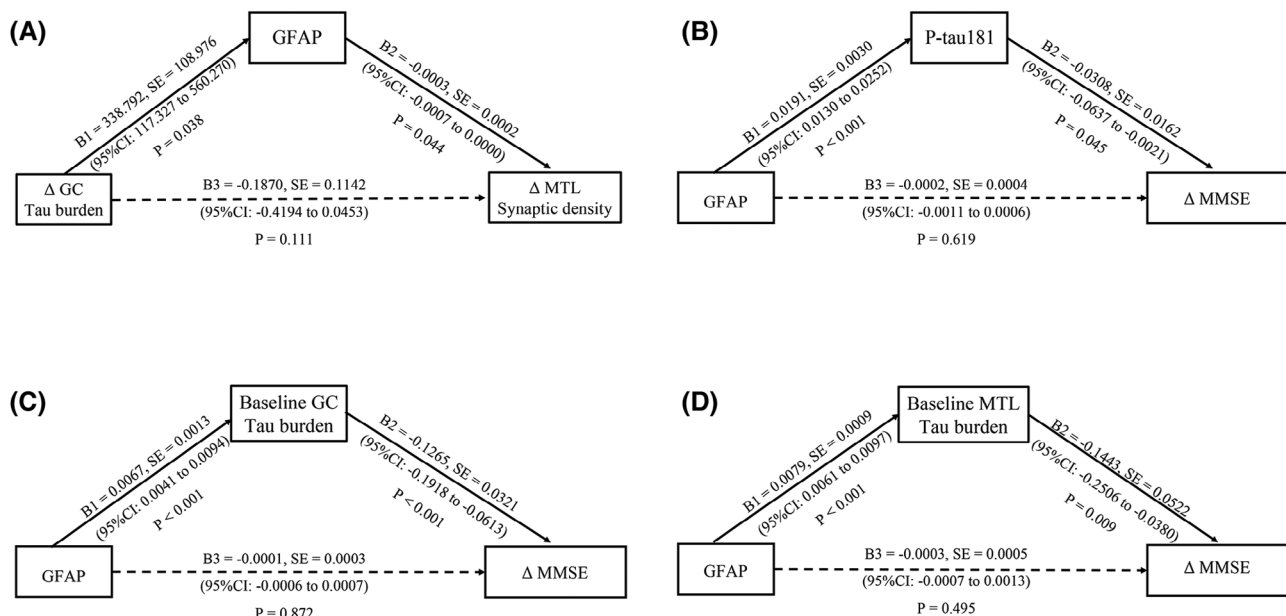 (A)
GFAP
B1 = 338.792, SE = 108.976
(95%CI: 117.327 to 560.270)
P = 0.038
B2 = -0.0003, SE = 0.0002
(95%CI: -0.0007 to 0.0000)
P = 0.044
Δ GC
Tau burden
B3 = -0.1870, SE = 0.1142
(95%CI: -0.4194 to 0.0453)
P = 0.111
Δ MTL
Synaptic density
(B)
P-tau181
B1 = 0.0191, SE = 0.0030
(95%CI: 0.0130 to 0.0252)
P < 0.001
B2 = -0.0308, SE = 0.0162
(95%CI: -0.0637 to -0.0021)
P = 0.045
GFAP
B3 = -0.0002, SE = 0.0004
(95%CI: -0.0011 to 0.0006)
P = 0.619
Δ MMSE
(C)
Baseline GC
Tau burden
B1 = 0.0067, SE = 0.0013
(95%CI: 0.0041 to 0.0094)
P < 0.001
B2 = -0.1265, SE = 0.0321
(95%CI: -0.1918 to -0.0613)
P < 0.001
GFAP
B3 = -0.0001, SE = 0.0003
(95%CI: -0.0006 to 0.0007)
P = 0.872
Δ MMSE
(D)
Baseline MTL
Tau burden
B1 = 0.0079, SE = 0.0009
(95%CI: 0.0061 to 0.0097)
P < 0.001
B2 = -0.1443, SE = 0.0522
(95%CI: -0.2506 to -0.0380)
P = 0.009
GFAP
B3 = -0.0003, SE = 0.0005
(95%CI: -0.0007 to 0.0013)
P = 0.495
Δ MMSE